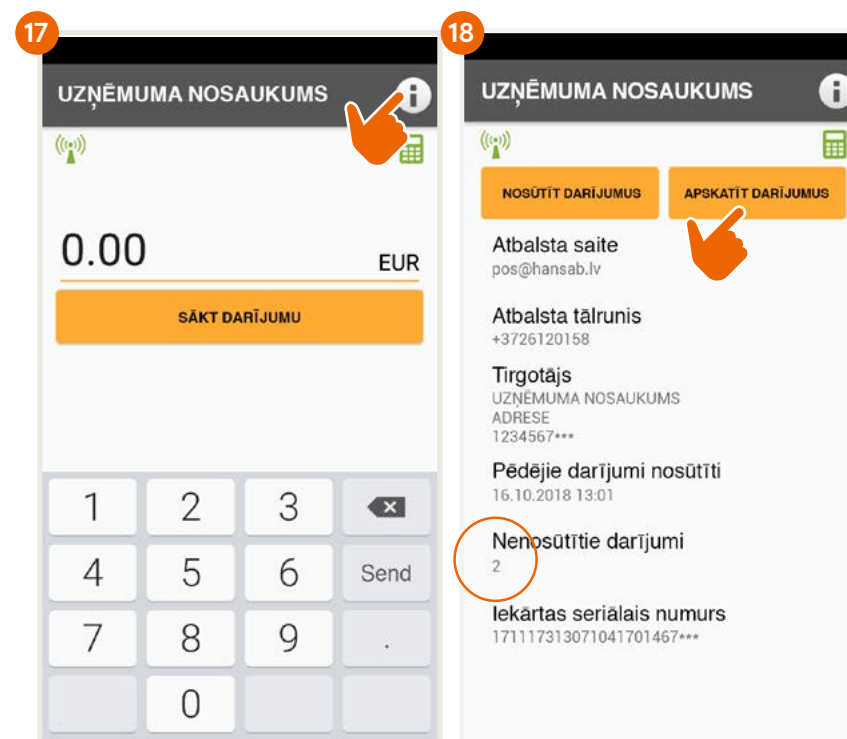 17
UZŅĒMUMA NOSAUKUMS
0.00
EUR
SĀKT DARĪJUMU
1 2 3
4 5 6 Send
7 8 9 .
0
18
UZŅĒMUMA NOSAUKUMS
NOSŪTĪT DARĪJUMUS
APSKATĪT DARĪJUMUS
Atbalsta saite
pos@hansab.lv
Atbalsta tālrunis
+3726120158
Tirgotājs
UZŅĒMUMA NOSAUKUMS
ADRESE
1234567***
Pēdējie darījumi nosūtīti
16.10.2018 13:01
Nenosūtītie darījumi
2
Iekārtas seriālais numurs
171117313071041701467***